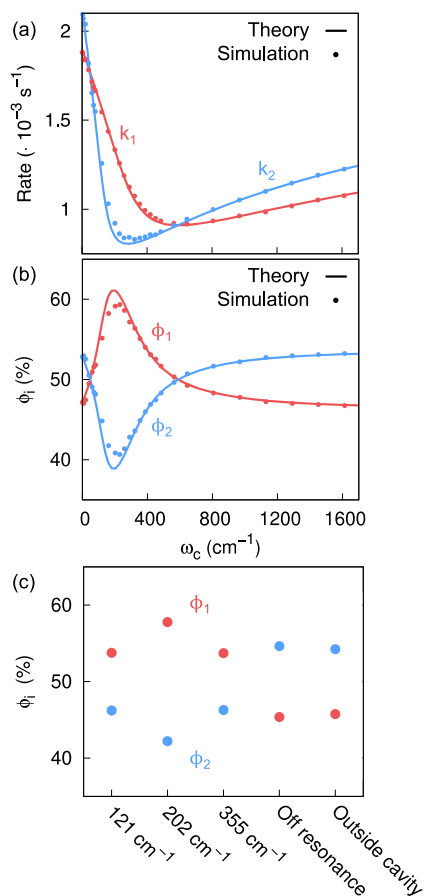 (a)
2
1.5
1
Rate (· 10⁻³ s⁻¹)
Theory
Simulation
k₁
k₂
(b)
60
50
40
ϕᵢ (%)
Theory
Simulation
ϕ₁
ϕ₂
0 400 800 1200 1600
ω_c (cm⁻¹)
(c)
60
50
40
ϕᵢ (%)
ϕ₁
ϕ₂
121 cm⁻¹
202 cm⁻¹
355 cm⁻¹
Off resonance
Outside cavity